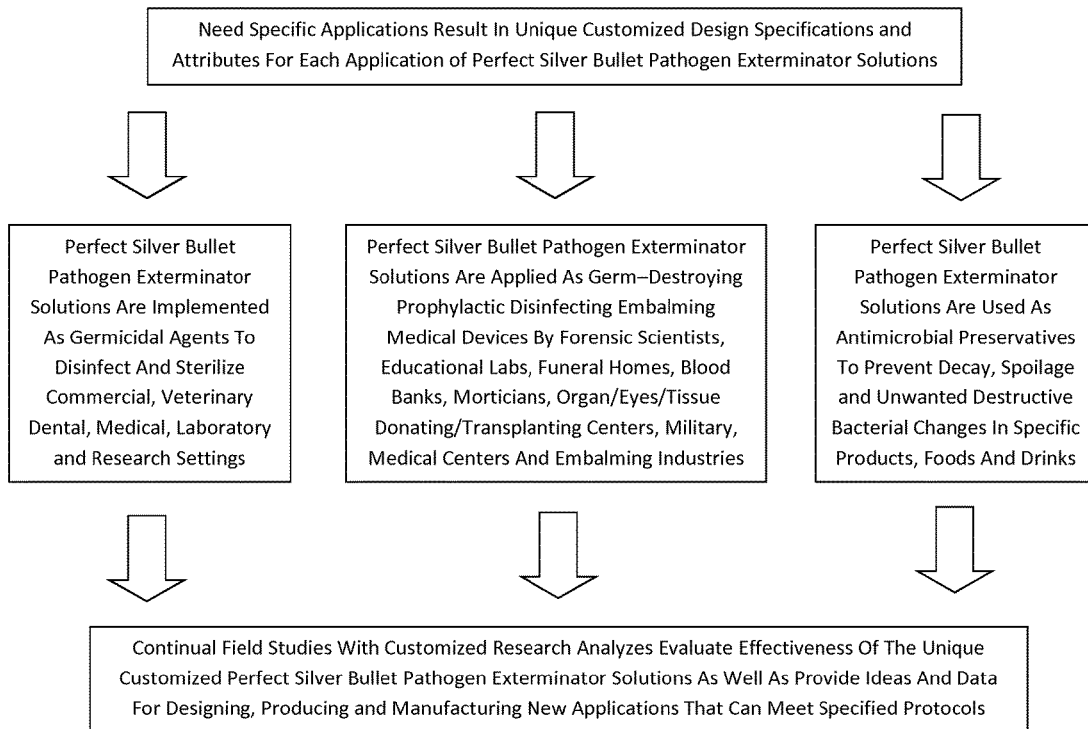 Need Specific Applications Result In Unique Customized Design Specifications and
Attributes For Each Application of Perfect Silver Bullet Pathogen Exterminator Solutions
Perfect Silver Bullet
Pathogen Exterminator
Solutions Are Implemented
As Germicidal Agents To
Disinfect And Sterilize
Commercial, Veterinary
Dental, Medical, Laboratory
and Research Settings
Perfect Silver Bullet Pathogen Exterminator
Solutions Are Applied As Germ–Destroying
Prophylactic Disinfecting Embalming
Medical Devices By Forensic Scientists,
Educational Labs, Funeral Homes, Blood
Banks, Morticians, Organ/Eyes/Tissue
Donating/Transplanting Centers, Military,
Medical Centers And Embalming Industries
Perfect Silver Bullet
Pathogen Exterminator
Solutions Are Used As
Antimicrobial Preservatives
To Prevent Decay, Spoilage
and Unwanted Destructive
Bacterial Changes In Specific
Products, Foods And Drinks
Continual Field Studies With Customized Research Analyzes Evaluate Effectiveness Of The Unique
Customized Perfect Silver Bullet Pathogen Exterminator Solutions As Well As Provide Ideas And Data
For Designing, Producing and Manufacturing New Applications That Can Meet Specified Protocols